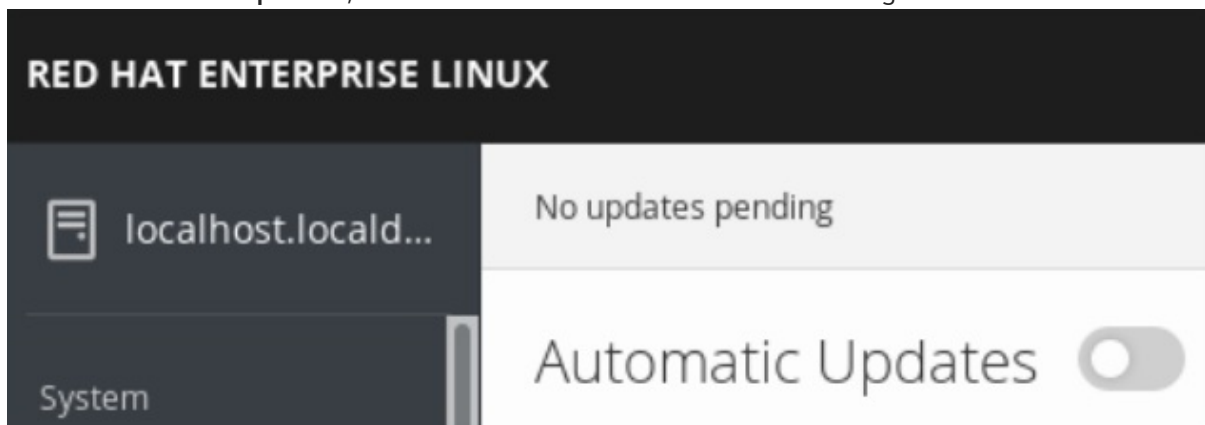 RED HAT ENTERPRISE LINUX
localhost.locald...
No updates pending
System
Automatic Updates